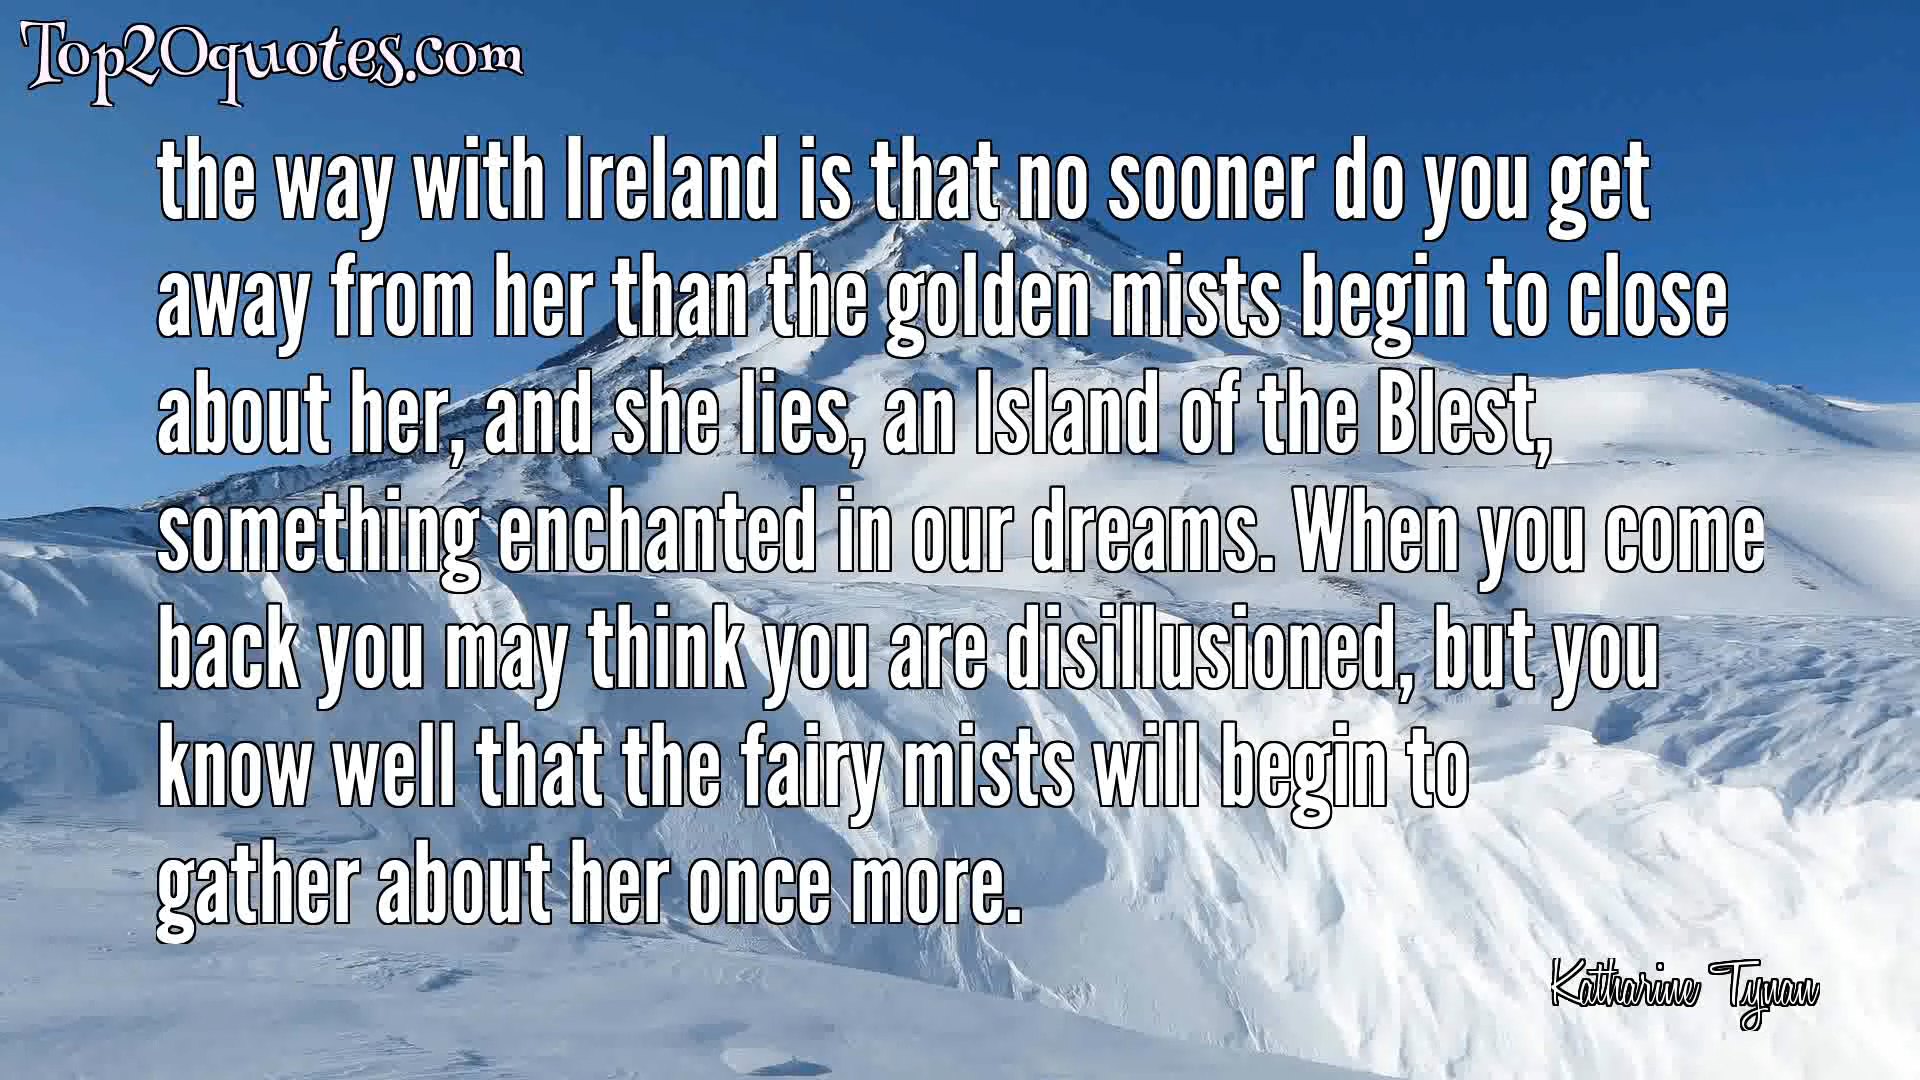 Top20quotes.com
the way with Ireland is that no sooner do you get
away from her than the golden mists begin to close
about her, and she lies, an Island of the Blest,
something enchanted in our dreams. When you come
back you may think you are disillusioned, but you
know well that the fairy mists will begin to
gather about her once more.
Katharine Tynan